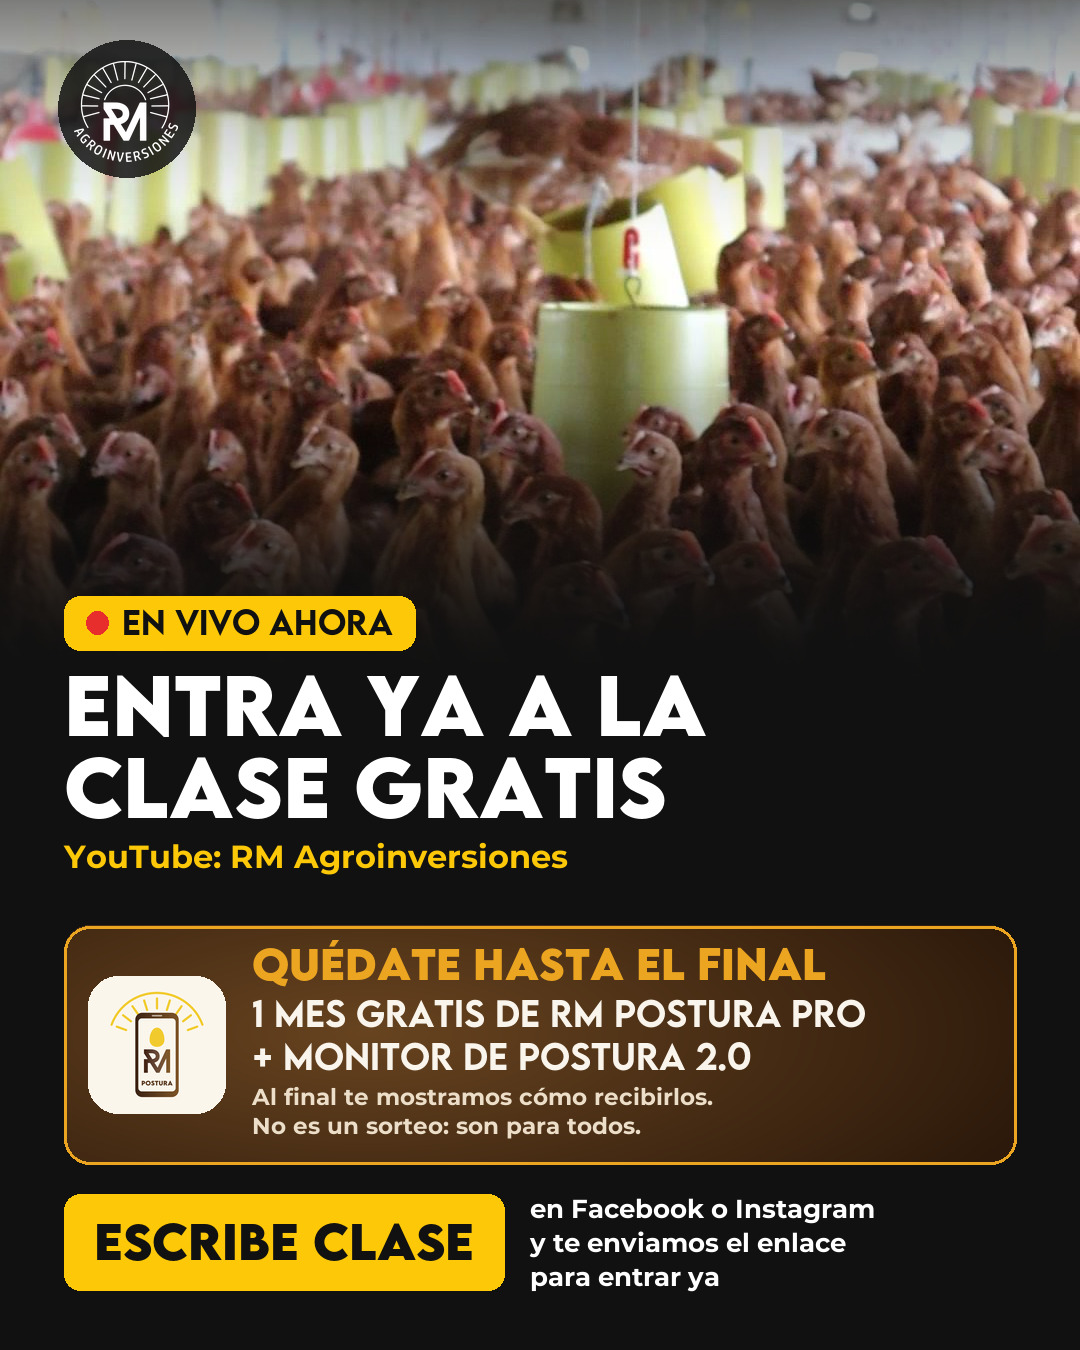 RM
AGROINVERSIONES
C
EN VIVO AHORA
ENTRA YA A LA
CLASE GRATIS
YouTube: RM Agroinversiones
QUÉDATE HASTA EL FINAL
1 MES GRATIS DE RM POSTURA PRO
+ MONITOR DE POSTURA 2.0
Al final te mostramos cómo recibirlos.
No es un sorteo: son para todos.
RM
POSTURA
ESCRIBE CLASE
en Facebook o Instagram
y te enviamos el enlace
para entrar ya